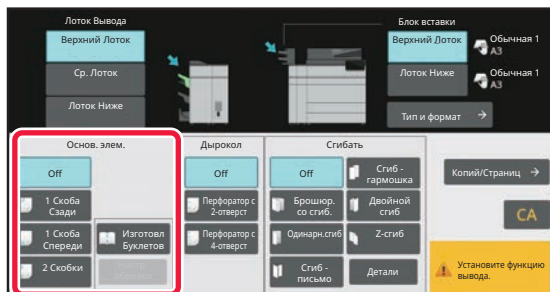 Лоток Вывода
Верхний Лоток
Ср. Лоток
Лоток Ниже
Блок вставки
Верхний Лоток
Обычная 1
A3
Лоток Ниже
Обычная 1
A3
Тип и формат
Основ. элем.
Off
1 Скоба
Сзади
1 Скоба
Спереди
2 Скобки
Изготовл
Буклетов
Дырокол
Off
Перфоратор с
2-отверст
Перфоратор с
4-отверст
Сгибать
Off
Сгиб -
гармошка
Брошюр.
со сгиб.
Двойной
сгиб
Одинарн.сгиб
Z-сгиб
Сгиб -
письмо
Детали
Копий/Страниц
CA
Установите функцию
вывода.